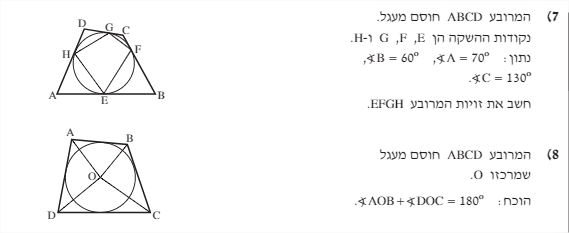 7) המרובע ABCD חוסם מעגל.
נקודות ההשקה הן E, F, G ו-H.
נתון: ∢A = 70°, ∢B = 60°,
∢C = 130°.
חשב את זויות המרובע EFGH.
D
G
C
H
F
A
E
B
8) המרובע ABCD חוסם מעגל
שמרכזו O.
הוכח: ∢AOB + ∢DOC = 180°.
A
B
O
D
C